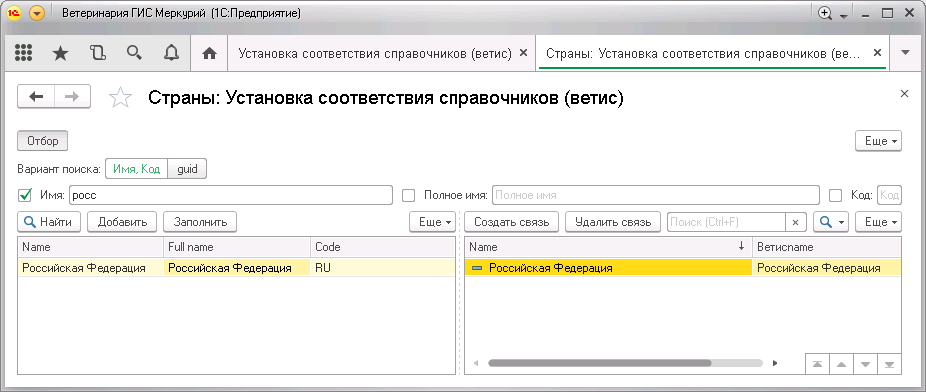 Ветеринария ГИС Меркурий (1С:Предприятие)
Установка соответствия справочников (ветис)
Страны: Установка соответствия справочников (ве...
Страны: Установка соответствия справочников (ветис)
Отбор
Еще
Вариант поиска: Имя, Код guid
Имя: росс Полное имя: Полное имя Код: Код
Найти Добавить Заполнить Еще Создать связь Удалить связь Поиск (Ctrl+F) Еще
Name Full name Code Name Ветисname
Российская Федерация Российская Федерация RU Российская Федерация Российская Федерация